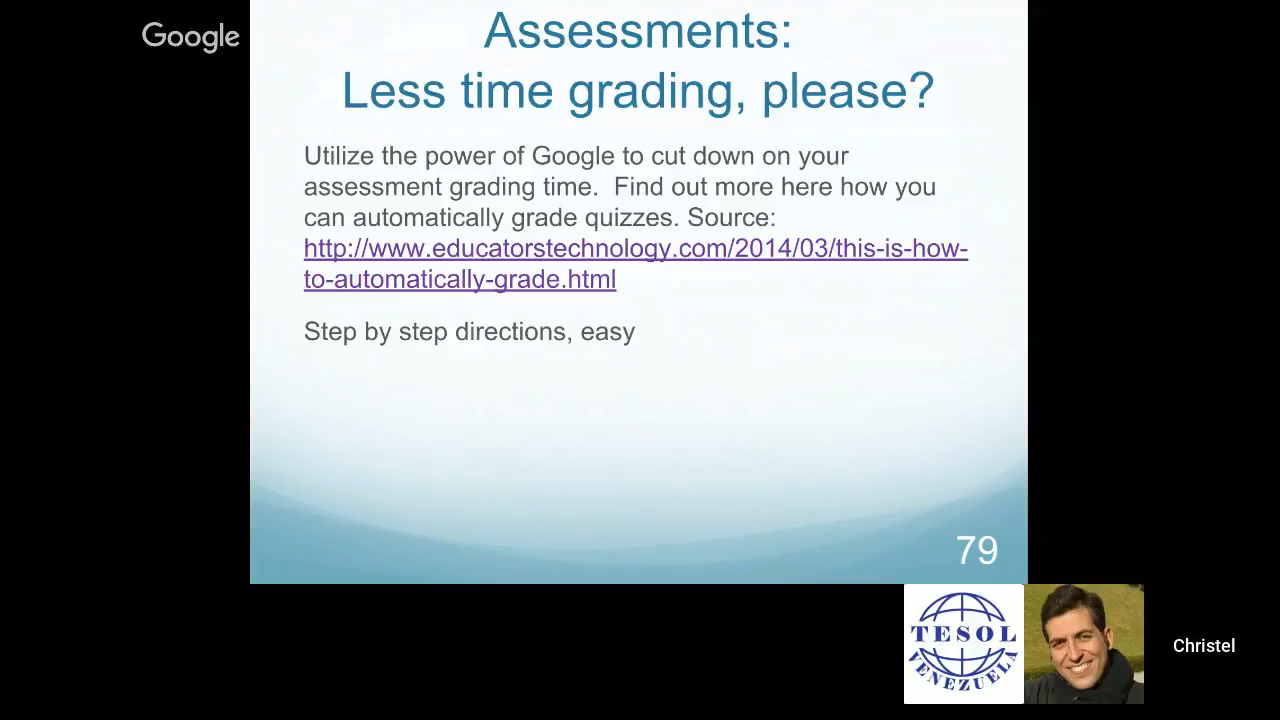 Google
Assessments:
Less time grading, please?
Utilize the power of Google to cut down on your
assessment grading time.  Find out more here how you
can automatically grade quizzes. Source:
http://www.educatorstechnology.com/2014/03/this-is-how-
to-automatically-grade.html
Step by step directions, easy
79
TESOL
VENEZUELA
Christel